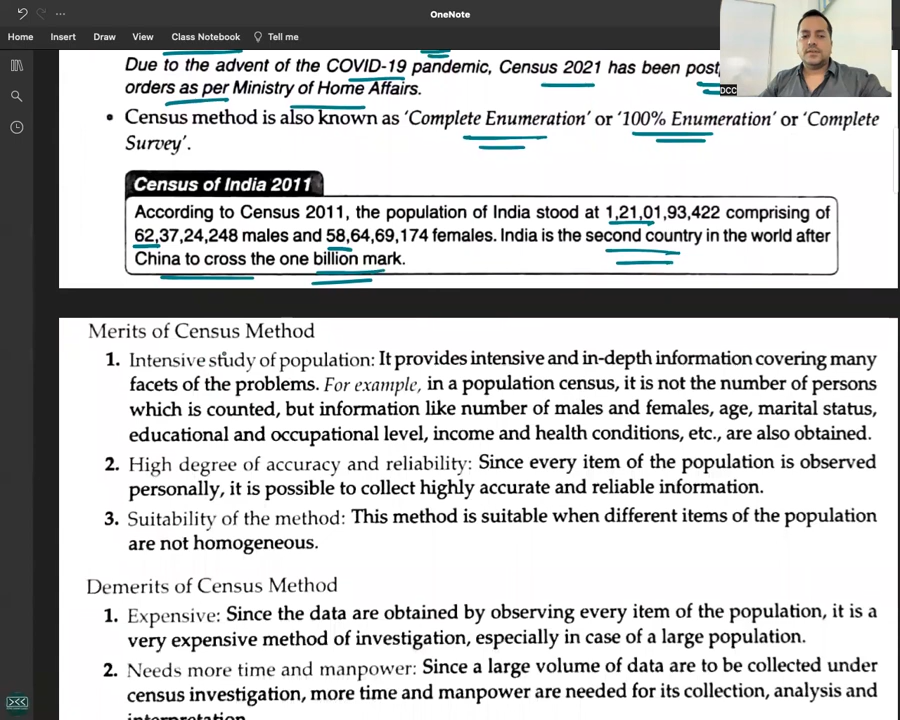 OneNote
Home Insert Draw View Class Notebook Tell me
Due to the advent of the COVID-19 pandemic, Census 2021 has been
orders as per Ministry of Home Affairs.
DCC
• Census method is also known as 'Complete Enumeration' or '100% Enumeration' or 'Complete
Survey'.
Census of India 2011
According to Census 2011, the population of India stood at 1,21,01,93,422 comprising of
62,37,24,248 males and 58,64,69,174 females. India is the second country in the world after
China to cross the one billion mark.
Merits of Census Method
1. Intensive study of population: It provides intensive and in-depth information covering many
facets of the problems. For example, in a population census, it is not the number of persons
which is counted, but information like number of males and females, age, marital status,
educational and occupational level, income and health conditions, etc., are also obtained.
2. High degree of accuracy and reliability: Since every item of the population is observed
personally, it is possible to collect highly accurate and reliable information.
3. Suitability of the method: This method is suitable when different items of the population
are not homogeneous.
Demerits of Census Method
1. Expensive: Since the data are obtained by observing every item of the population, it is a
very expensive method of investigation, especially in case of a large population.
2. Needs more time and manpower: Since a large volume of data are to be collected under
census investigation, more time and manpower are needed for its collection, analysis and
interpretation.